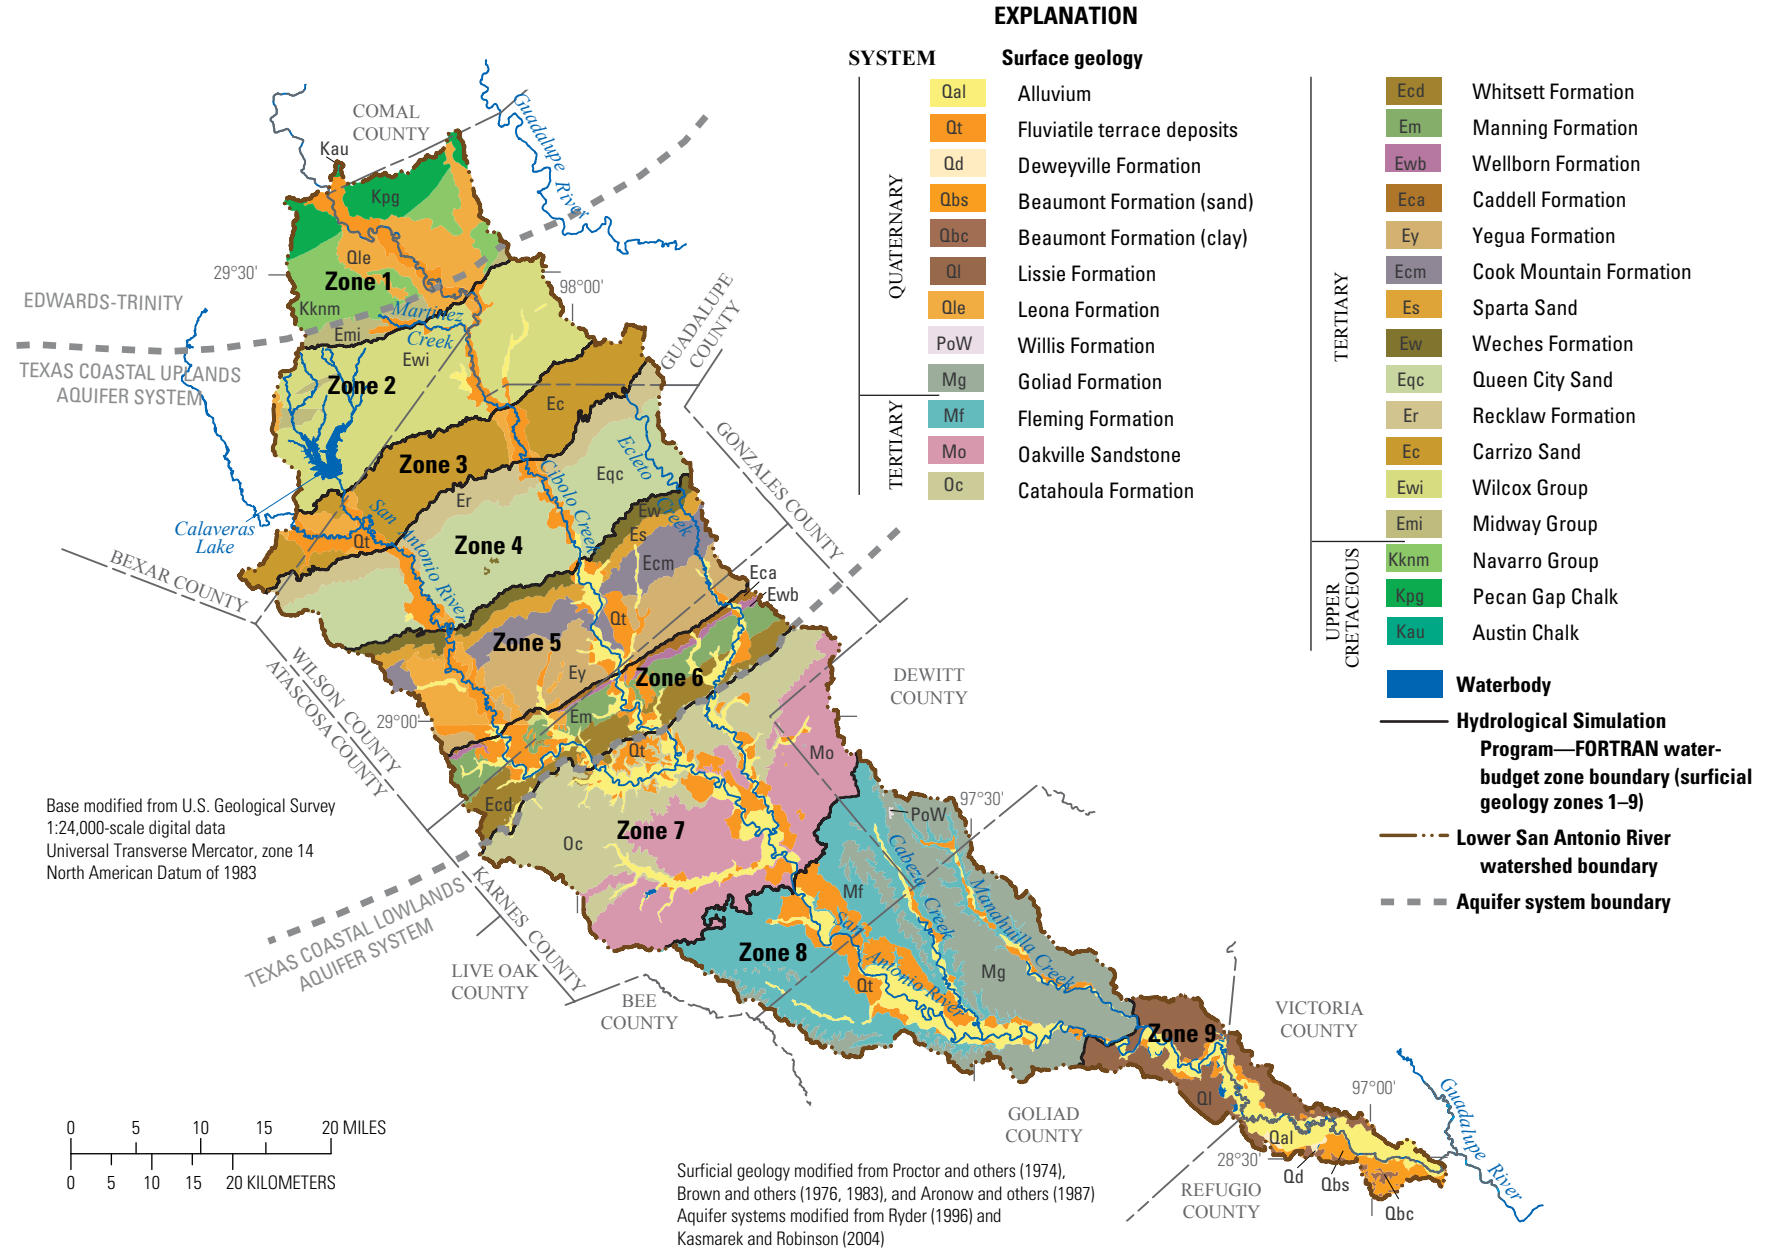 EXPLANATION
SYSTEM
Surface geology
QUATERNARY
Qal Alluvium
Qt Fluviatile terrace deposits
Qd Deweyville Formation
Qbs Beaumont Formation (sand)
Qbc Beaumont Formation (clay)
Ql Lissie Formation
Qle Leona Formation
PoW Willis Formation
Mg Goliad Formation
TERTIARY
Mf Fleming Formation
Mo Oakville Sandstone
Oc Catahoula Formation
TERTIARY
Ecd Whitsett Formation
Em Manning Formation
Ewb Wellborn Formation
Eca Caddell Formation
Ey Yegua Formation
Ecm Cook Mountain Formation
Es Sparta Sand
Ew Weches Formation
Eqc Queen City Sand
Er Recklaw Formation
Ec Carrizo Sand
Ewi Wilcox Group
Emi Midway Group
UPPER
CRETACEOUS
Kknm Navarro Group
Kpg Pecan Gap Chalk
Kau Austin Chalk
Waterbody
Hydrological Simulation
Program—FORTRAN water-
budget zone boundary (surficial
geology zones 1–9)
Lower San Antonio River
watershed boundary
Aquifer system boundary
COMAL
COUNTY
Guadalupe River
Kau
Kpg
Qle
Zone 1
29°30'
98°00'
Kknm
Martinez
Creek
Emi
Ewi
EDWARDS-TRINITY
TEXAS COASTAL UPLANDS
AQUIFER SYSTEM
Zone 2
GUADALUPE
COUNTY
Ec
Zone 3
Ecleto
Creek
Eqc
GONZALES COUNTY
Cibolo Creek
Er
San
Antonio River
Calaveras
Lake
Qt
Zone 4
Ew
Es
Ecm
BEXAR COUNTY
Eca
Ewb
Qt
Zone 5
Ey
Zone 6
WILSON COUNTY
ATASCOSA COUNTY
29°00'
Em
Qt
DEWITT
COUNTY
Mo
Ecd
Zone 7
Oc
PoW
97°30'
Base modified from U.S. Geological Survey
1:24,000-scale digital data
Universal Transverse Mercator, zone 14
North American Datum of 1983
KARNES COUNTY
TEXAS COASTAL LOWLANDS
AQUIFER SYSTEM
Mf
Cabeza
Creek
Manahuilla Creek
San
Antonio River
Zone 8
Mg
Qt
LIVE OAK
COUNTY
BEE
COUNTY
Zone 9
VICTORIA
COUNTY
Ql
97°00'
Guadalupe River
GOLIAD
COUNTY
Qal
28°30'
Qd
Qbs
Qbc
REFUGIO
COUNTY
0 5 10 15 20 MILES
0 5 10 15 20 KILOMETERS
Surficial geology modified from Proctor and others (1974),
Brown and others (1976, 1983), and Aronow and others (1987)
Aquifer systems modified from Ryder (1996) and
Kasmarek and Robinson (2004)